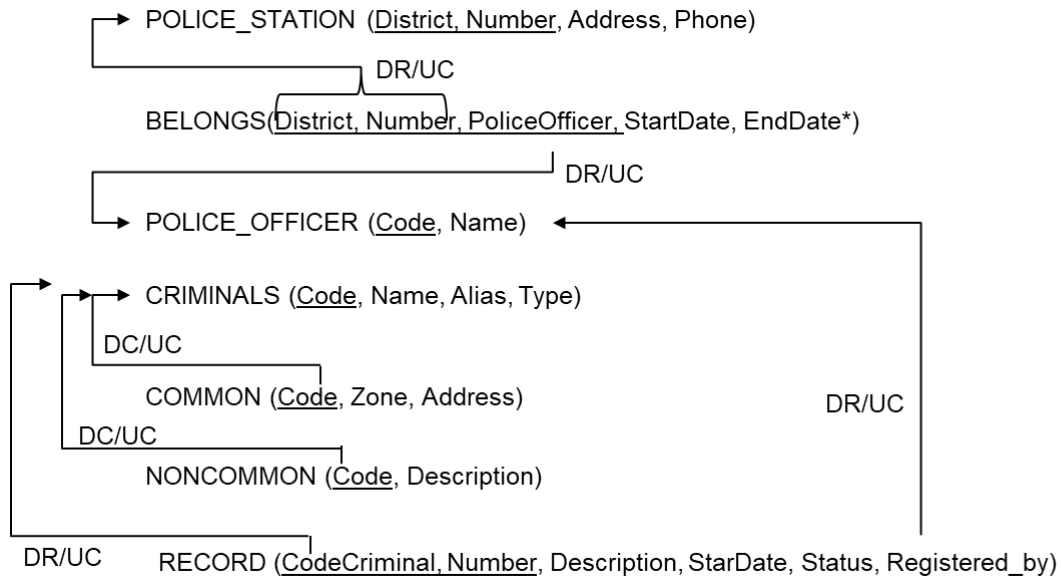 POLICE_STATION (District, Number, Address, Phone)
DR/UC
BELONGS(District, Number, PoliceOfficer, StartDate, EndDate*)
DR/UC
POLICE_OFFICER (Code, Name)
CRIMINALS (Code, Name, Alias, Type)
DC/UC
COMMON (Code, Zone, Address)
DR/UC
DC/UC
NONCOMMON (Code, Description)
DR/UC
RECORD (CodeCriminal, Number, Description, StarDate, Status, Registered_by)